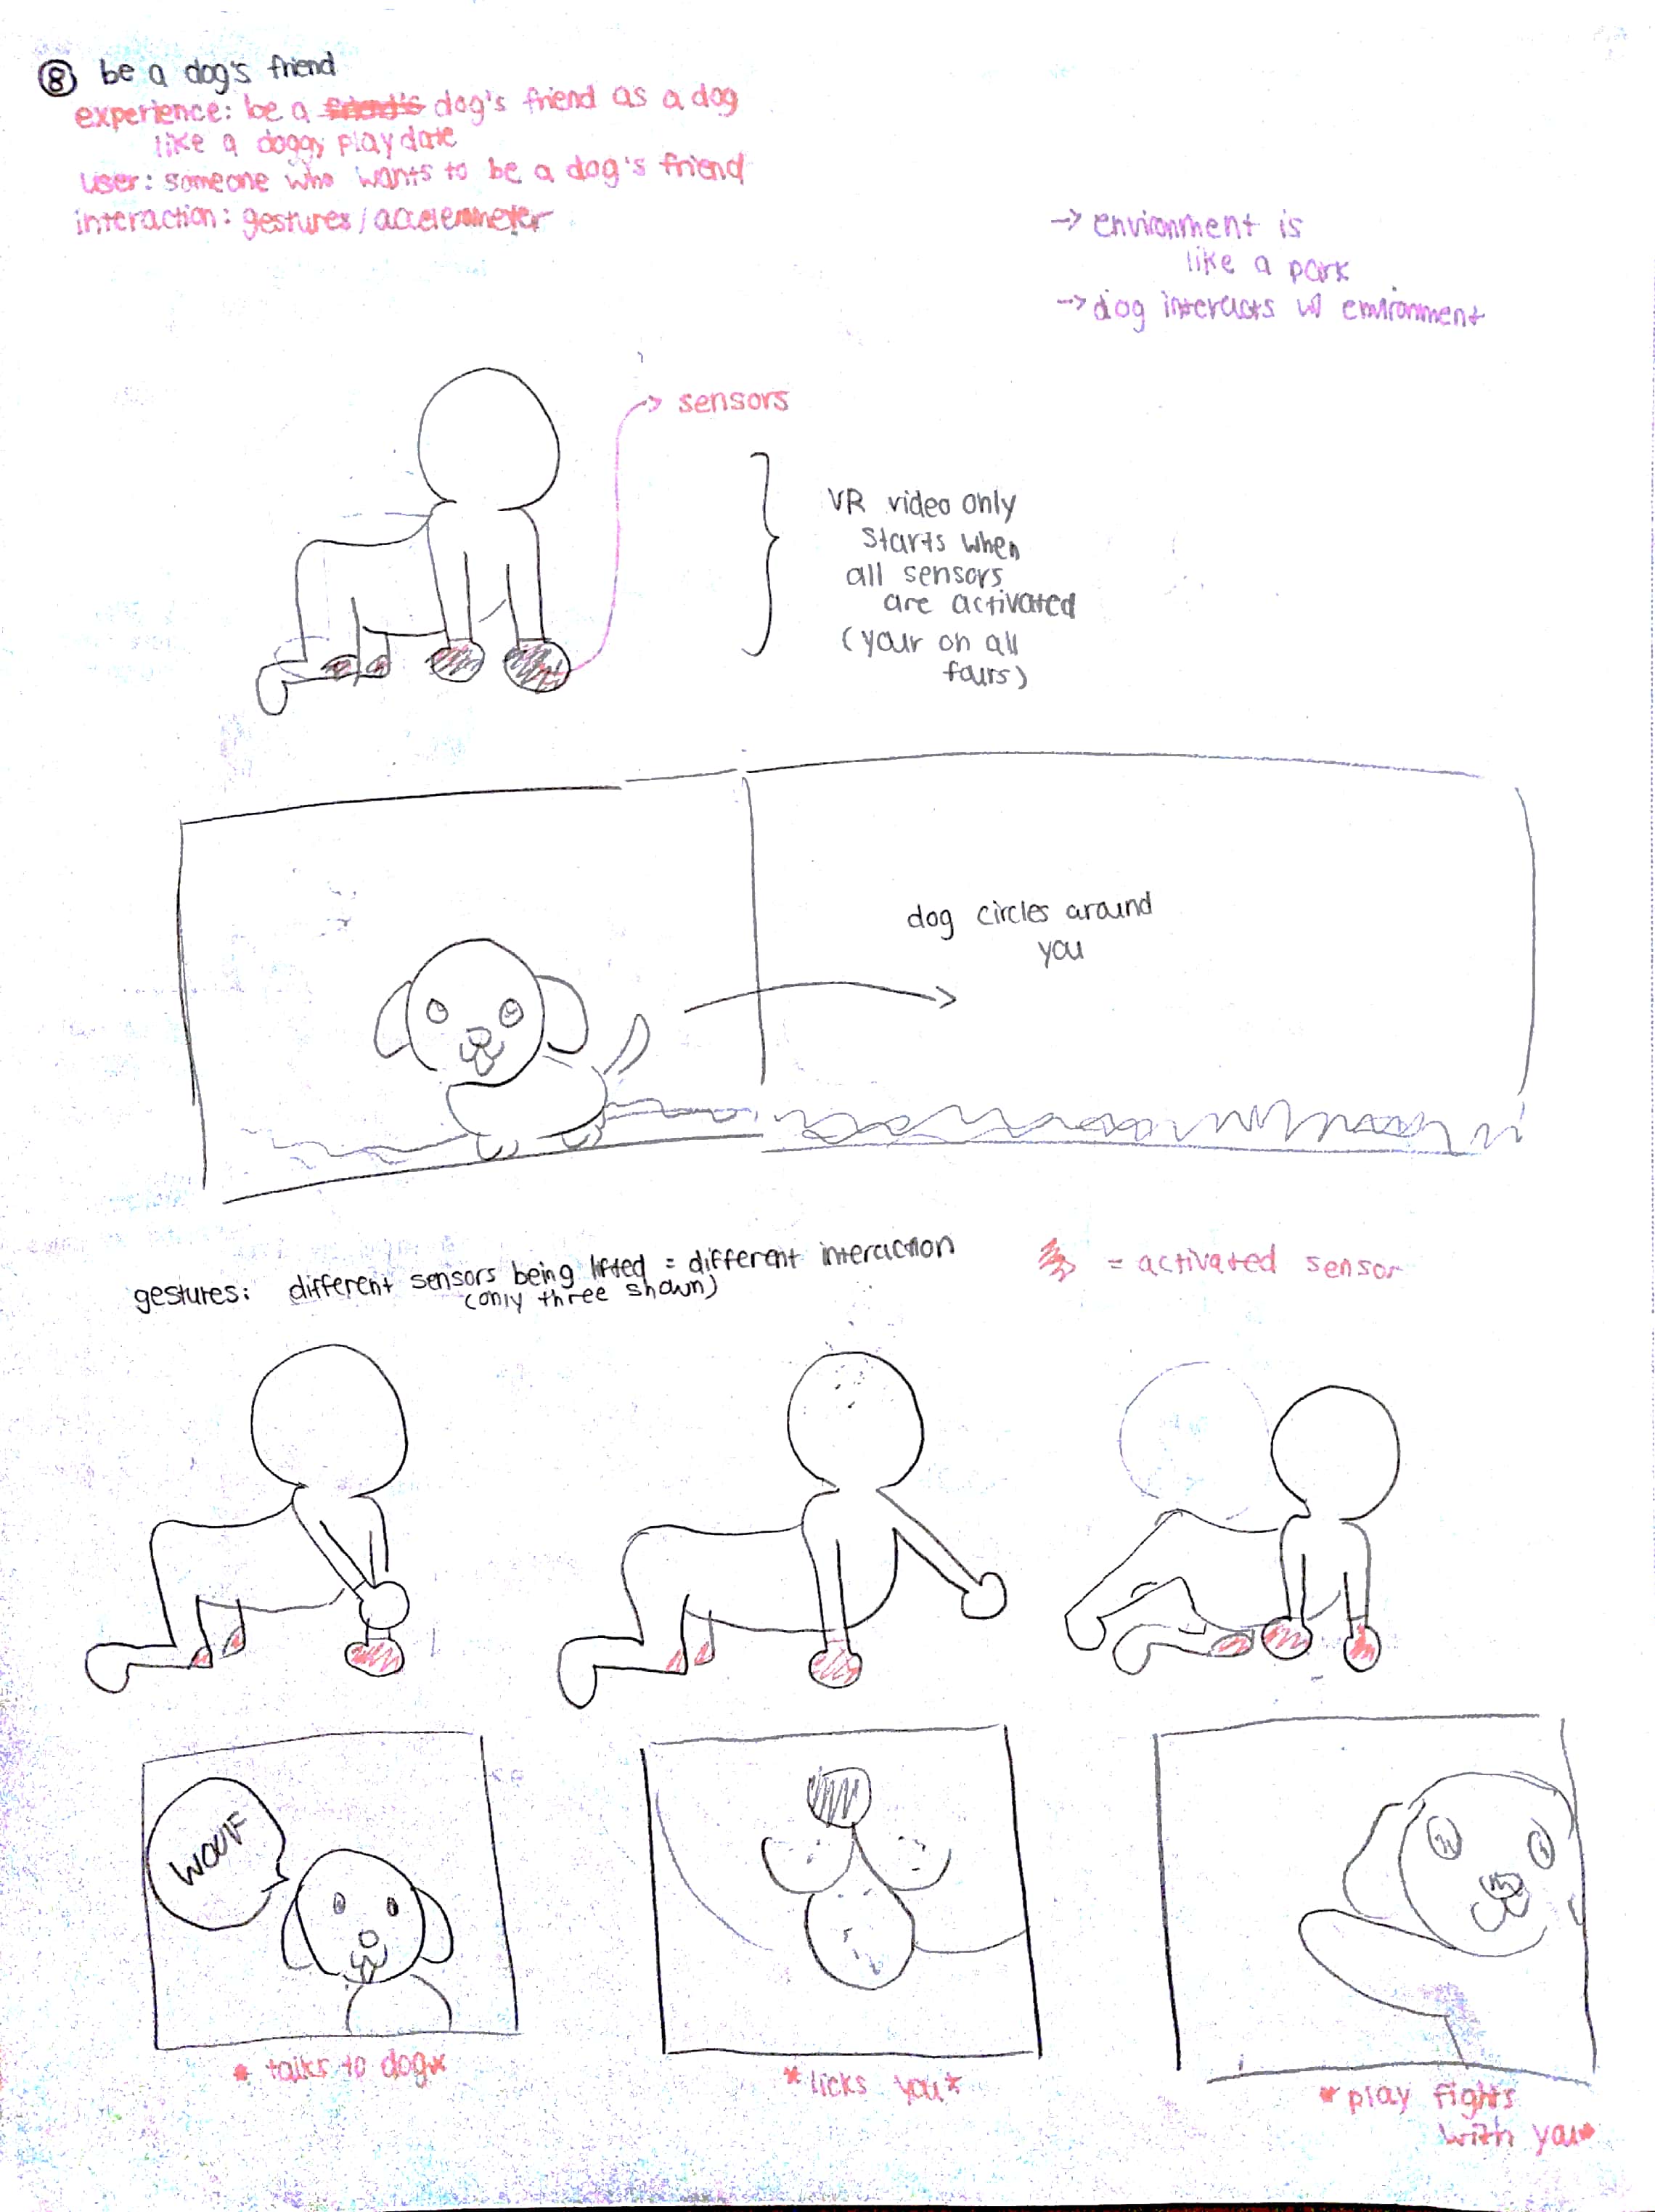 ⑧ be a dog's friend
experience: be a friend's dog's friend as a dog
like a doggy playdate
user: someone who wants to be a dog's friend
interaction: gestures/accelerometer
→ environment is
like a park
→ dog interacts w/ environment
sensors
VR video only
starts when
all sensors
are activated
(your on all
fours)
dog circles around
you
gestures: different sensors being lifted = different interaction
(only three shown)
= activated sensor
WOUF
* talks to dog*
*licks you*
*play fights
with you*